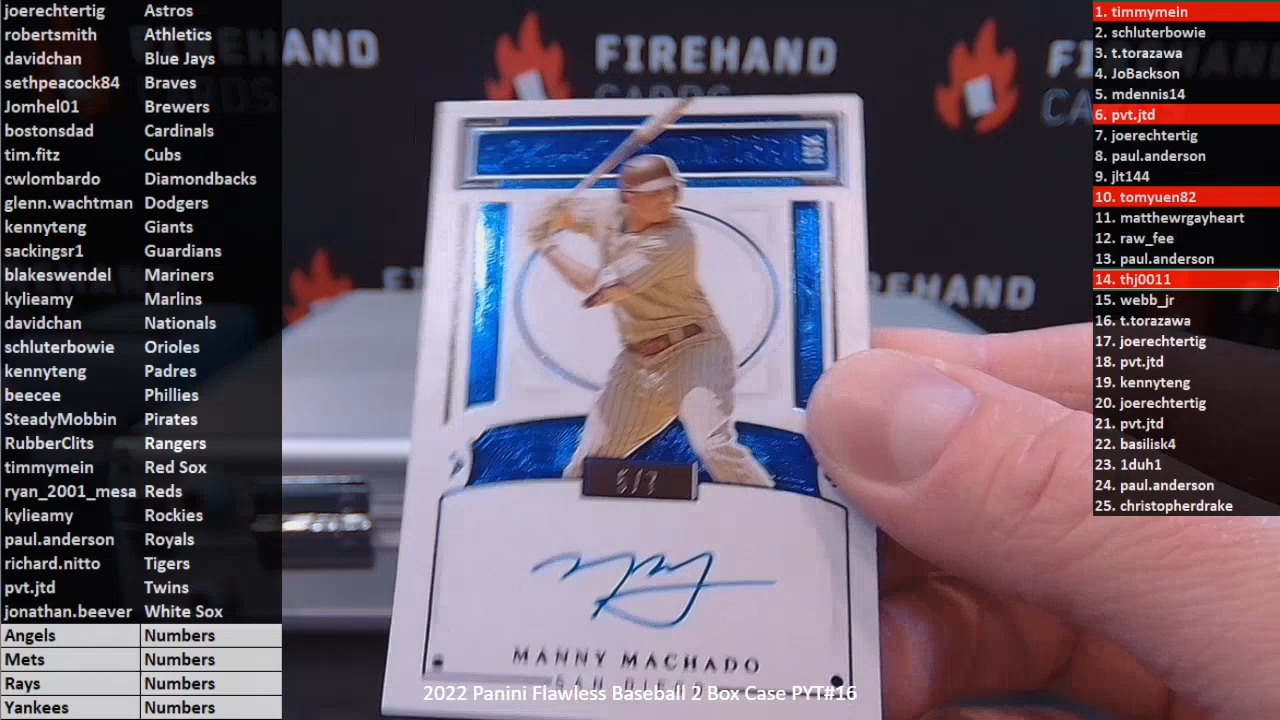 joerechtertig Astros
robertsmith Athletics
davidchan Blue Jays
sethpeacock84 Braves
Jomhel01 Brewers
bostonsdad Cardinals
tim.fitz Cubs
cwlombardo Diamondbacks
glenn.wachtman Dodgers
kennyteng Giants
sackingsr1 Guardians
blakeswendel Mariners
kylieamy Marlins
davidchan Nationals
schluterbowie Orioles
kennyteng Padres
beecee Phillies
SteadyMobbin Pirates
RubberClits Rangers
timmymein Red Sox
ryan_2001_mesa Reds
kylieamy Rockies
paul.anderson Royals
richard.nitto Tigers
pvt.jtd Twins
jonathan.beever White Sox
Angels Numbers
Mets Numbers
Rays Numbers
Yankees Numbers
FIREHAND
CARDS
MANNY MACHADO
SAN DIEGO
2022 Panini Flawless Baseball 2 Box Case PYT#16
1. timmymein
2. schluterbowie
3. t.torazawa
4. JoBackson
5. mdennis14
6. pvt.jtd
7. joerechtertig
8. paul.anderson
9. jlt144
10. tomyuen82
11. matthewrgayheart
12. raw_fee
13. paul.anderson
14. thj0011
15. webb_jr
16. t.torazawa
17. joerechtertig
18. pvt.jtd
19. kennyteng
20. joerechtertig
21. pvt.jtd
22. basilisk4
23. 1duh1
24. paul.anderson
25. christopherdrake